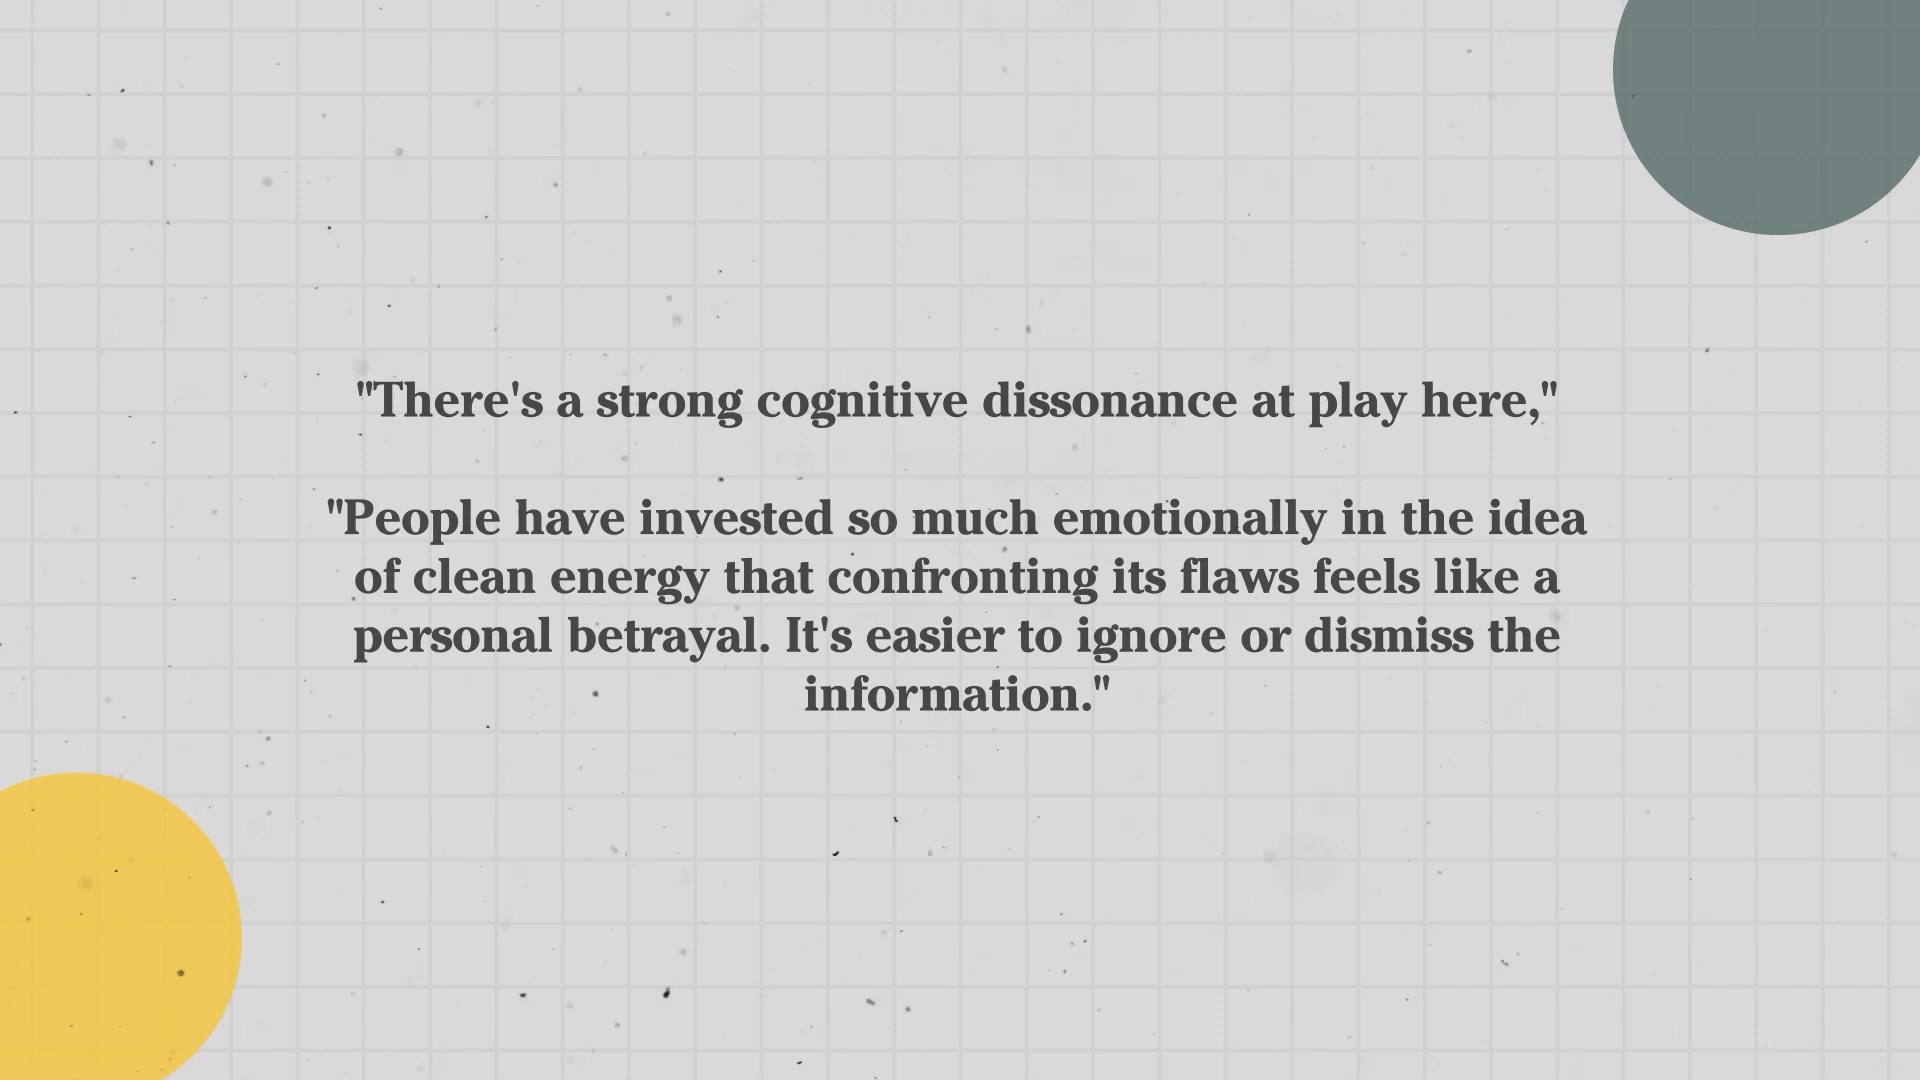 "There's a strong cognitive dissonance at play here,"
"People have invested so much emotionally in the idea
of clean energy that confronting its flaws feels like a
personal betrayal. It's easier to ignore or dismiss the
information."